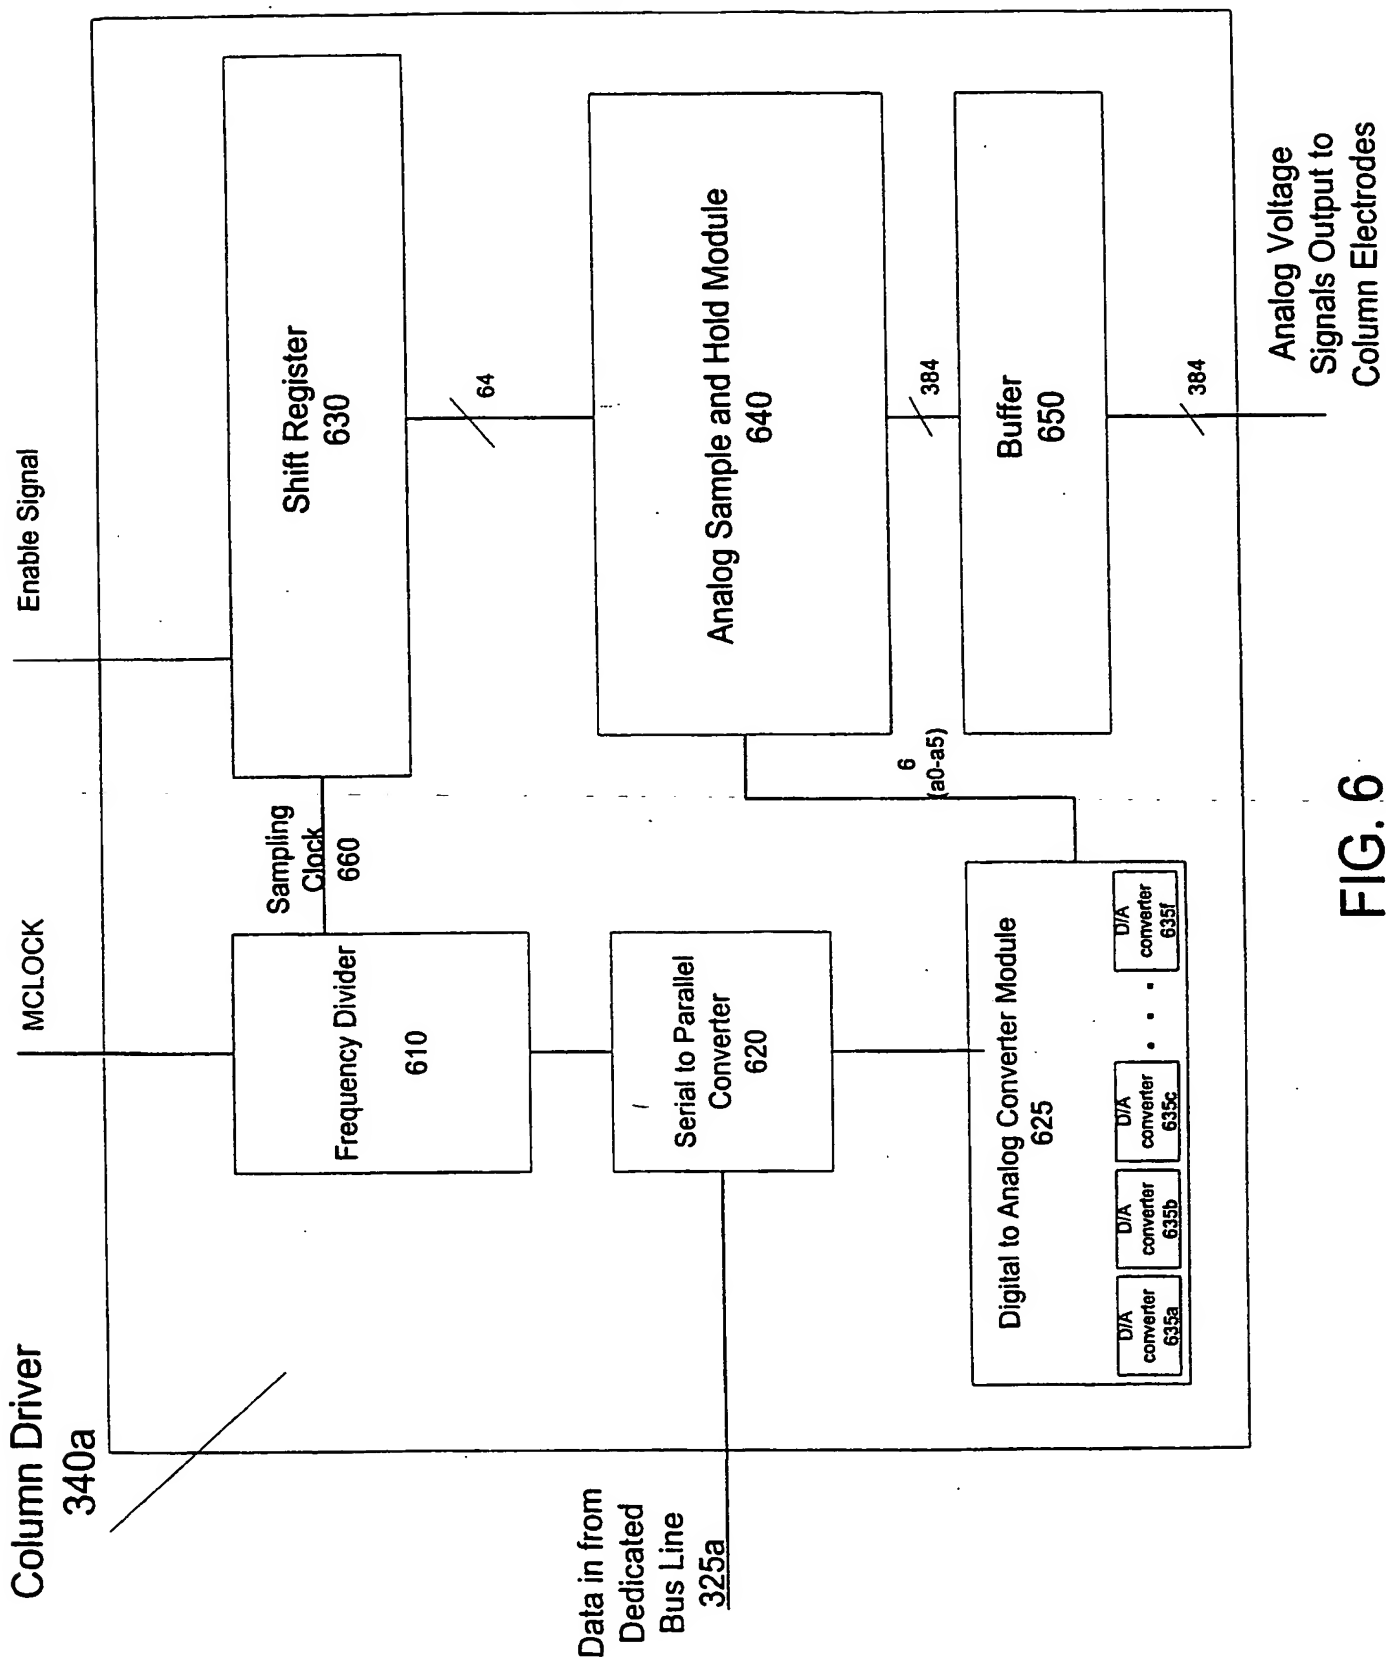 Column Driver
340a
MCLOCK
Enable Signal
Frequency Divider
610
Sampling
Clock
660
Shift Register
630
64
Data in from
Dedicated
Bus Line
325a
Serial to Parallel
Converter
620
Analog Sample and Hold Module
640
6
(a0-a5)
384
Digital to Analog Converter Module
625
D/A
converter
635a
D/A
converter
635b
D/A
converter
635c
. . .
D/A
converter
635f
Buffer
650
384
Analog Voltage
Signals Output to
Column Electrodes
FIG. 6